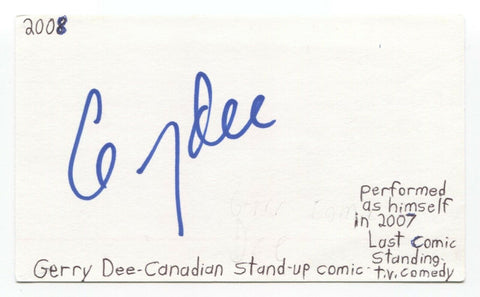 2008
Gerry Dee
performed
as himself
in 2007
Last Comic
Standing,
Gerry Dee-Canadian stand-up comic- t.v. comedy